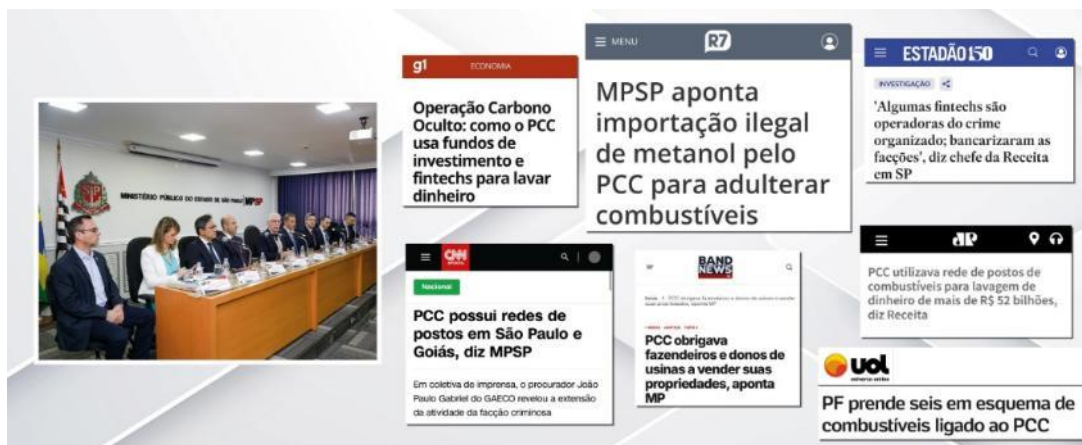 MINISTÉRIO PÚBLICO DO ESTADO DE SÃO PAULO MPSP
g1
ECONOMIA
Operação Carbono
Oculto: como o PCC
usa fundos de
investimento e
fintechs para lavar
dinheiro
MENU
R7
MPSP aponta
importação ilegal
de metanol pelo
PCC para adulterar
combustíveis
ESTADÃO 150
INVESTIGAÇÃO
'Algumas fintechs são
operadoras do crime
organizado; bancarizaram as
facções', diz chefe da Receita
em SP
CNN
Nacional
PCC possui redes de
postos em São Paulo e
Goiás, diz MPSP
Em coletiva de imprensa, o procurador João
Paulo Gabriel do GAECO revelou a extensão
da atividade da facção criminosa
BAND
NEWS
PCC obrigava
fazendeiros e donos de
usinas a vender suas
propriedades, aponta
MP
JP
PCC utilizava rede de postos de
combustíveis para lavagem de
dinheiro de mais de R$ 52 bilhões,
diz Receita
UOL
PF prende seis em esquema de
combustíveis ligado ao PCC